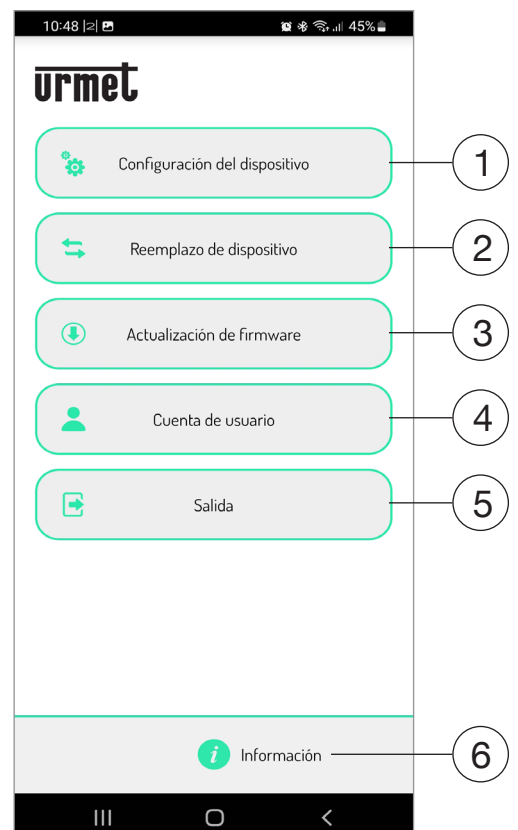 10:48 |2| 45%
urmet
Configuración del dispositivo 1
Reemplazo de dispositivo 2
Actualización de firmware 3
Cuenta de usuario 4
Salida 5
i Información 6